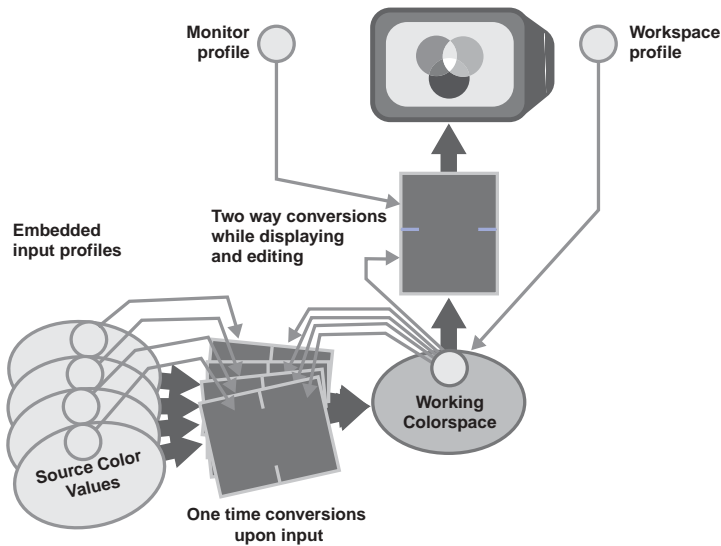 Monitor
profile
Workspace
profile
Two way conversions
while displaying
and editing
Embedded
input profiles
Working
Colorspace
Source Color
Values
One time conversions
upon input